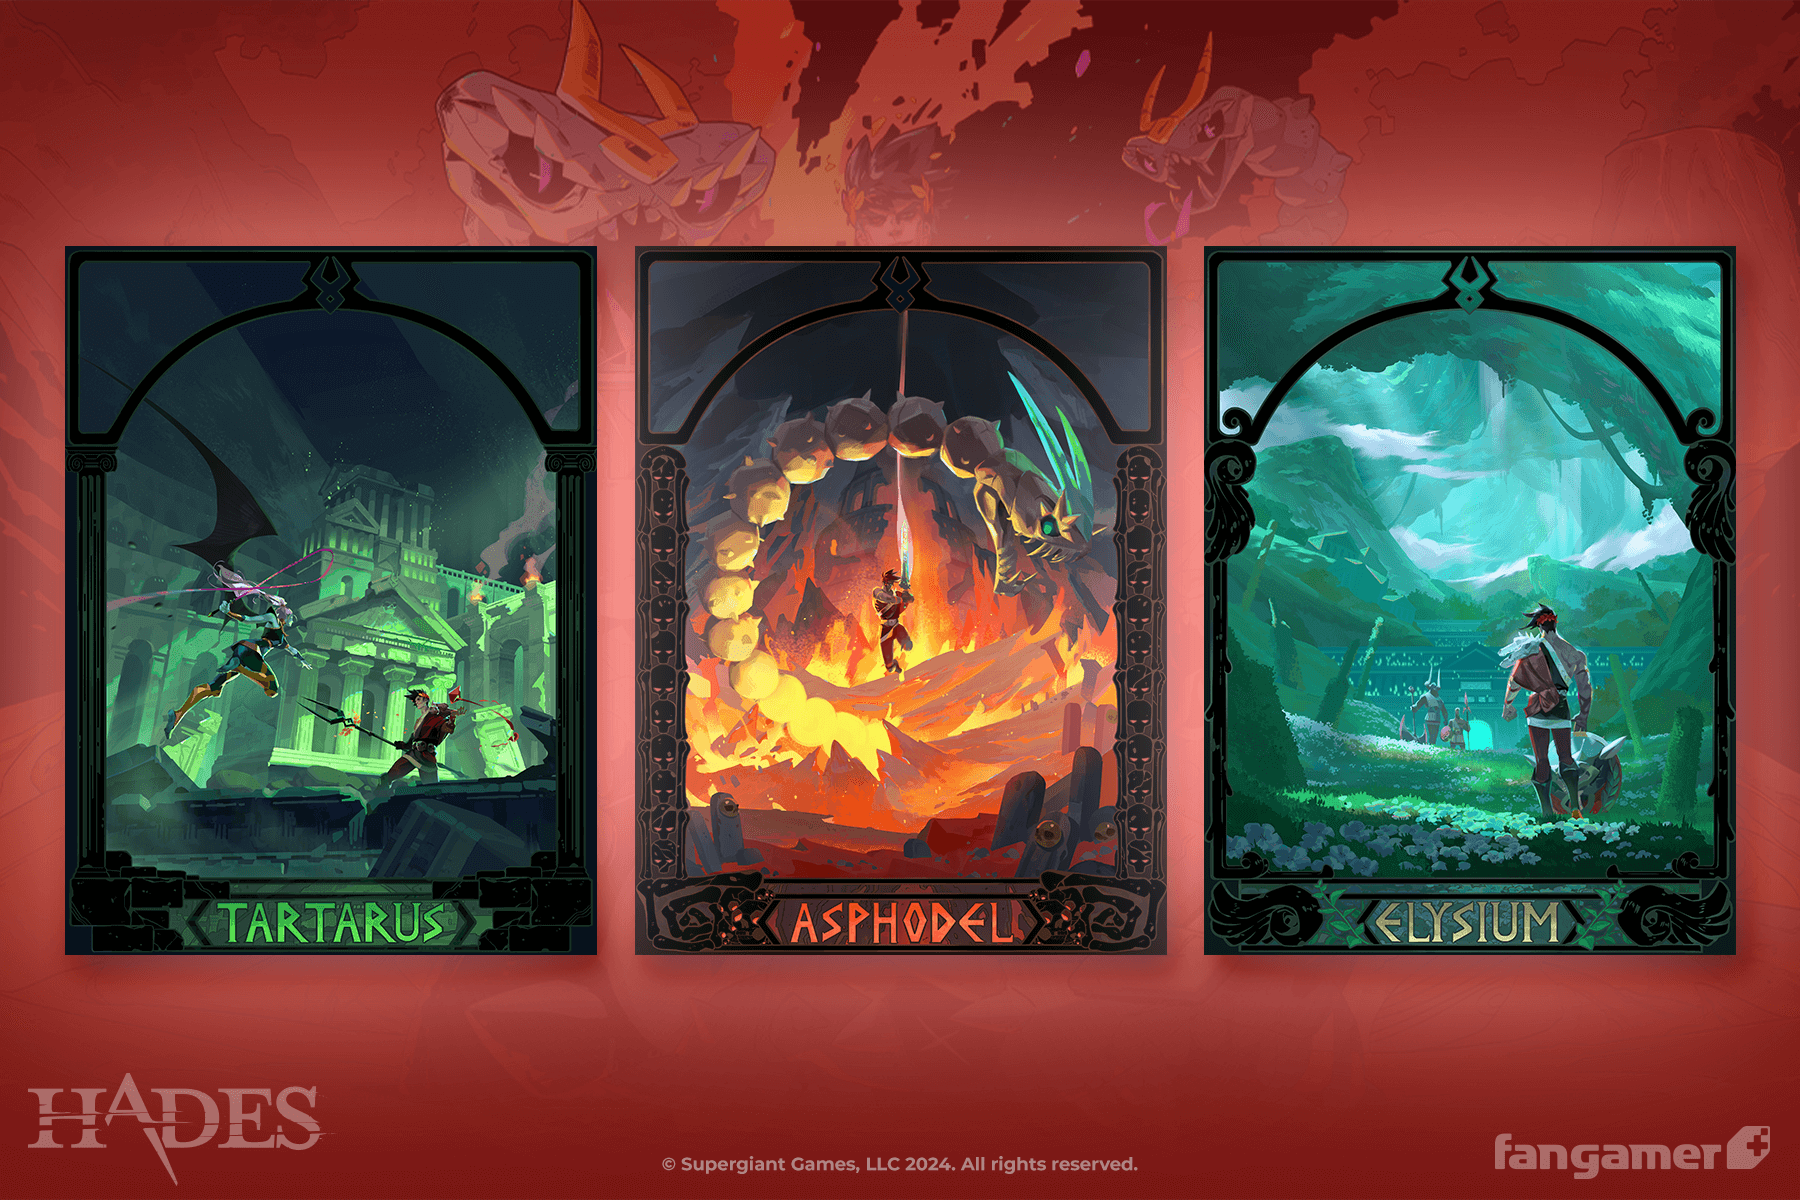 TARTARUS
ASPHODEL
ELYSIUM
HADES
© Supergiant Games, LLC 2024. All rights reserved.
fangamer